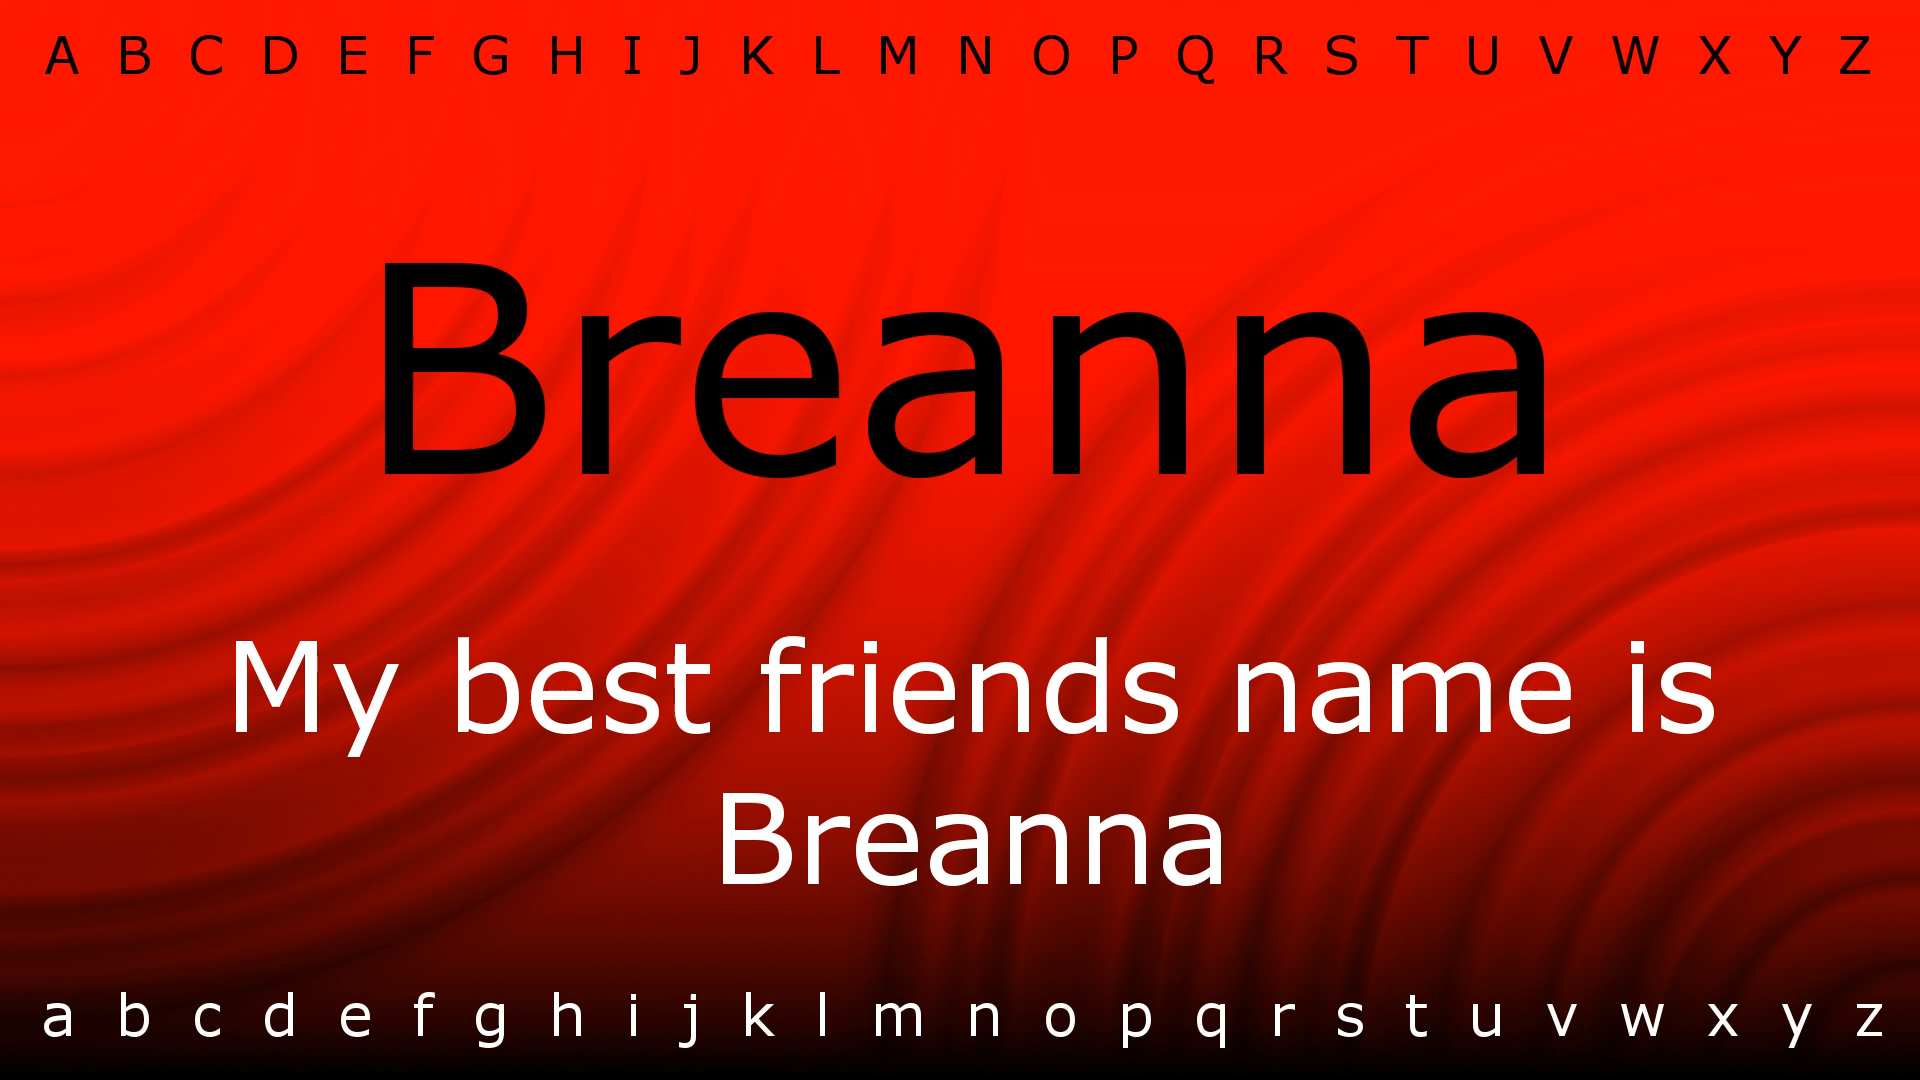 A B C D E F G H I J K L M N O P Q R S T U V W X Y Z
Breanna
My best friends name is
Breanna
a b c d e f g h i j k l m n o p q r s t u v w x y z